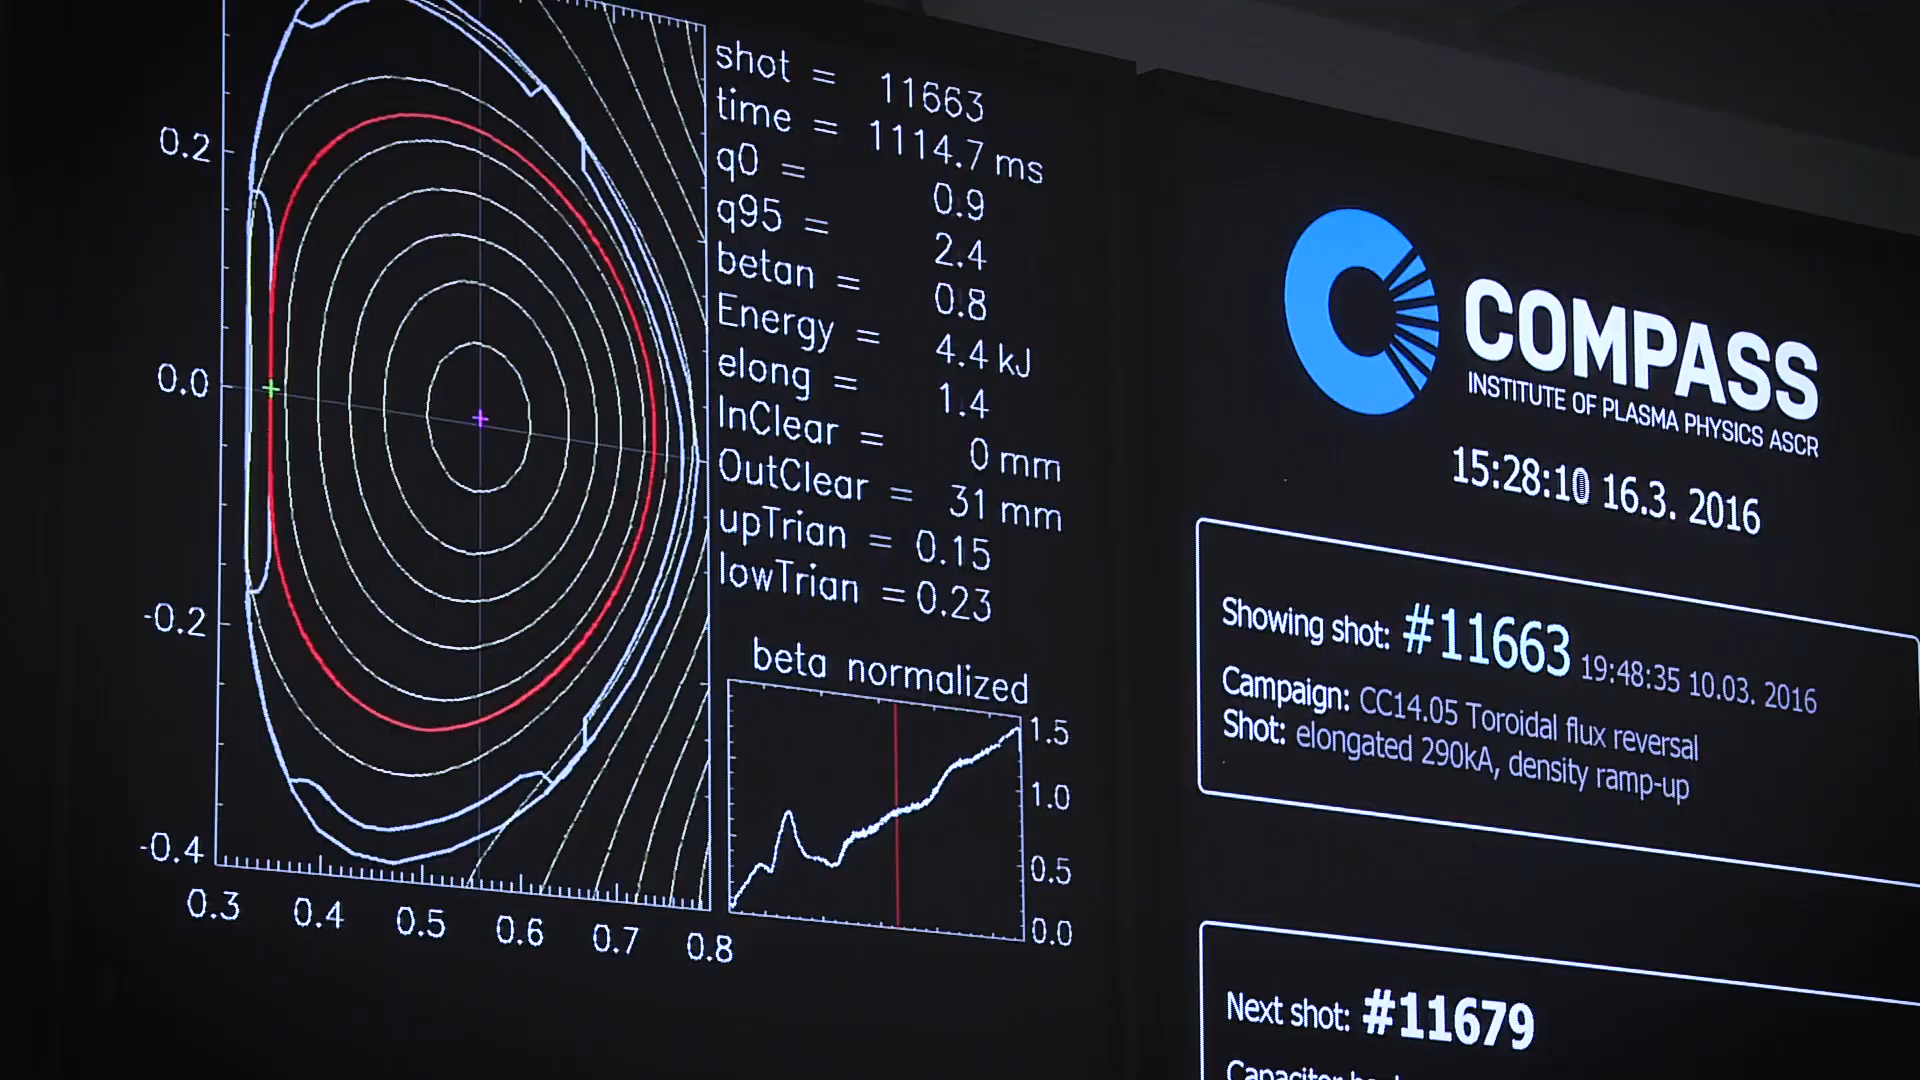 shot = 11663
time = 1114.7 ms
q0 = 0.9
q95 = 2.4
betan = 0.8
Energy = 4.4 kJ
elong = 1.4
InClear = 0 mm
OutClear = 31 mm
upTrian = 0.15
lowTrian = 0.23
0.2
0.0
-0.2
-0.4
0.3 0.4 0.5 0.6 0.7 0.8
beta normalized
1.5
1.0
0.5
0.0
COMPASS
INSTITUTE OF PLASMA PHYSICS ASCR
15:28:10 16.3. 2016
Showing shot: #11663 19:48:35 10.03. 2016
Campaign: CC14.05 Toroidal flux reversal
Shot: elongated 290kA, density ramp-up
Next shot: #11679